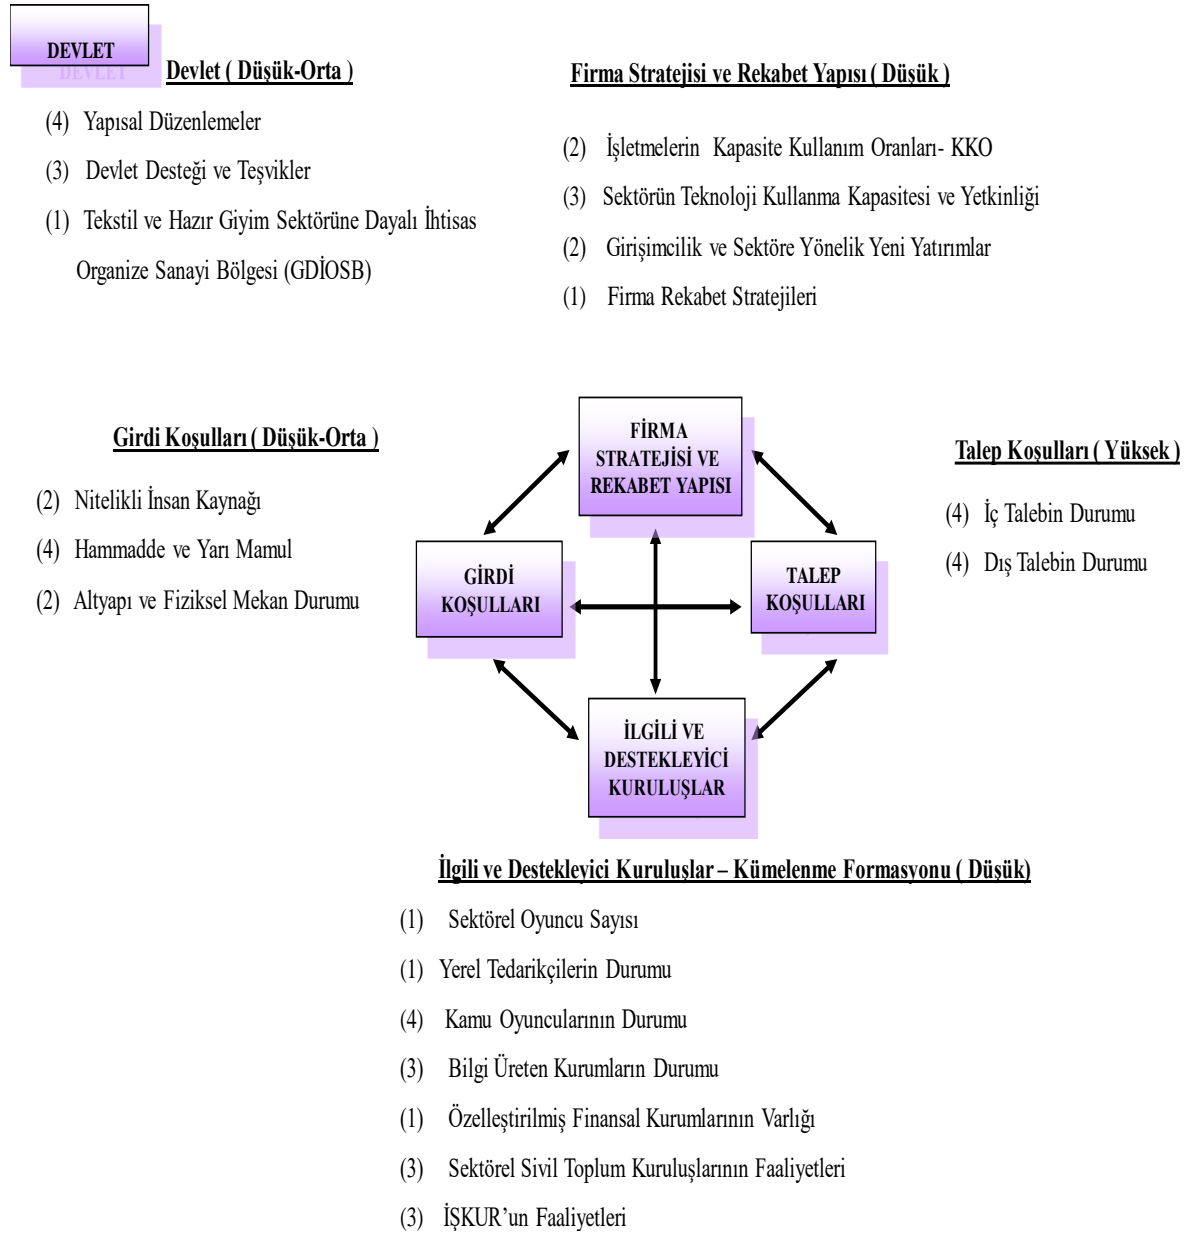 DEVLET
DEVLET
Devlet ( Düşük-Orta )
(4) Yapısal Düzenlemeler
(3) Devlet Desteği ve Teşvikler
(1) Tekstil ve Hazır Giyim Sektörüne Dayalı İhtisas
Organize Sanayi Bölgesi (GDİOSB)
Firma Stratejisi ve Rekabet Yapısı ( Düşük )
(2) İşletmelerin Kapasite Kullanım Oranları- KKO
(3) Sektörün Teknoloji Kullanma Kapasitesi ve Yetkinliği
(2) Girişimcilik ve Sektöre Yönelik Yeni Yatırımlar
(1) Firma Rekabet Stratejileri
Girdi Koşulları ( Düşük-Orta )
(2) Nitelikli İnsan Kaynağı
(4) Hammadde ve Yarı Mamul
(2) Altyapı ve Fiziksel Mekan Durumu
FİRMA
STRATEJİSİ VE
REKABET YAPISI
GİRDİ
KOŞULLARI
TALEP
KOŞULLARI
İLGİLİ VE
DESTEKLEYİCİ
KURULUŞLAR
Talep Koşulları ( Yüksek )
(4) İç Talebin Durumu
(4) Dış Talebin Durumu
İlgili ve Destekleyici Kuruluşlar – Kümelenme Formasyonu ( Düşük)
(1) Sektörel Oyuncu Sayısı
(1) Yerel Tedarikçilerin Durumu
(4) Kamu Oyuncularının Durumu
(3) Bilgi Üreten Kurumların Durumu
(1) Özelleştirilmiş Finansal Kurumlarının Varlığı
(3) Sektörel Sivil Toplum Kuruluşlarının Faaliyetleri
(3) İŞKUR’un Faaliyetleri